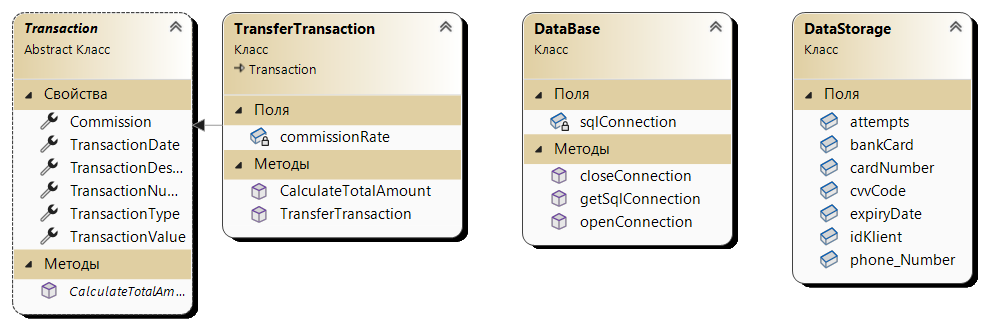 Transaction
Abstract Класс
Свойства
Commission
TransactionDate
TransactionDes...
TransactionNu...
TransactionType
TransactionValue
Методы
CalculateTotalAm...
TransferTransaction
Класс
Transaction
Поля
commissionRate
Методы
CalculateTotalAmount
TransferTransaction
DataBase
Класс
Поля
sqlConnection
Методы
closeConnection
getSqlConnection
openConnection
DataStorage
Класс
Поля
attempts
bankCard
cardNumber
cvvCode
expiryDate
idKlient
phone_Number